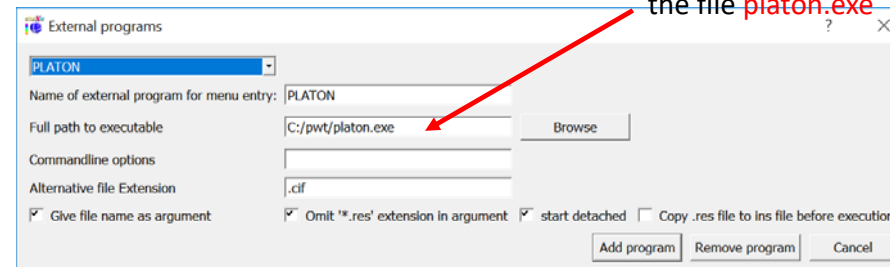 the file platon.exe
External programs
?
PLATON
Name of external program for menu entry: PLATON
Full path to executable C:/pwt/platon.exe Browse
Commandline options
Alternative file Extension .cif
Give file name as argument Omit '*.res' extension in argument start detached Copy .res file to ins file before execution
Add program Remove program Cancel